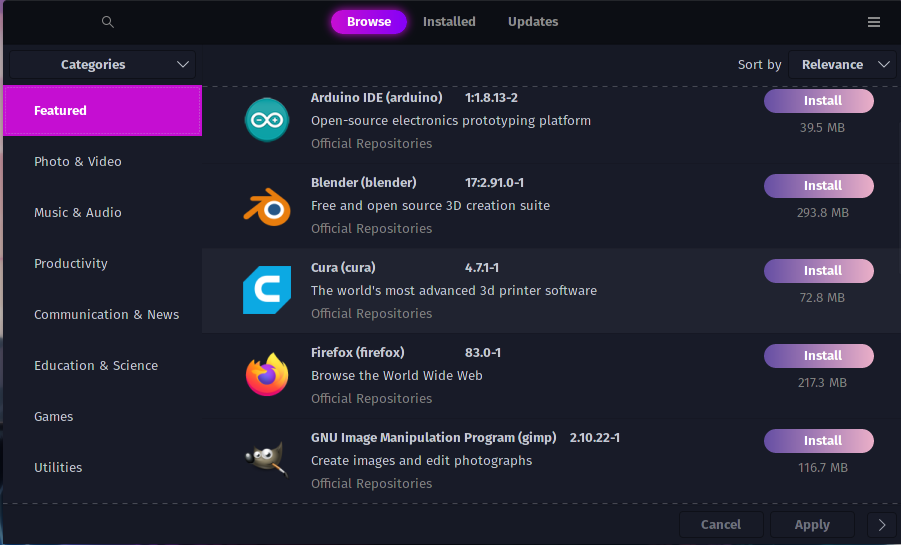 Browse Installed Updates
Categories
Sort by Relevance
Featured
Photo & Video
Music & Audio
Productivity
Communication & News
Education & Science
Games
Utilities
Arduino IDE (arduino) 1:1.8.13-2
Install
Open-source electronics prototyping platform
39.5 MB
Official Repositories
Blender (blender) 17:2.91.0-1
Install
Free and open source 3D creation suite
293.8 MB
Official Repositories
Cura (cura) 4.7.1-1
Install
The world's most advanced 3d printer software
72.8 MB
Official Repositories
Firefox (firefox) 83.0-1
Install
Browse the World Wide Web
217.3 MB
Official Repositories
GNU Image Manipulation Program (gimp) 2.10.22-1
Install
Create images and edit photographs
116.7 MB
Official Repositories
Cancel Apply